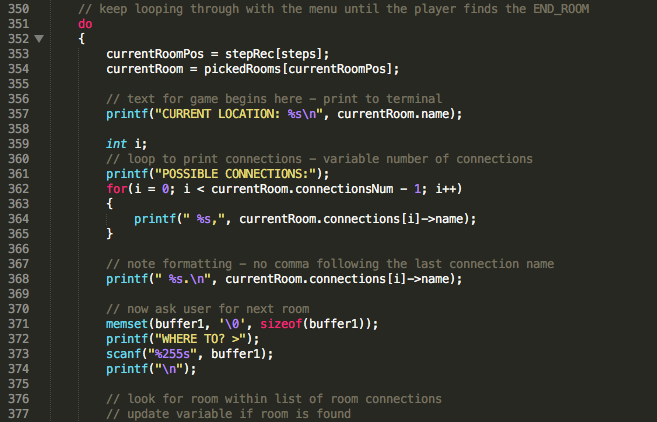 350 // keep looping through with the menu until the player finds the END_ROOM
351 do
352 {
353 currentRoomPos = stepRec[steps];
354 currentRoom = pickedRooms[currentRoomPos];
355
356 // text for game begins here – print to terminal
357 printf("CURRENT LOCATION: %s\n", currentRoom.name);
358
359 int i;
360 // loop to print connections – variable number of connections
361 printf("POSSIBLE CONNECTIONS:");
362 for(i = 0; i < currentRoom.connectionsNum - 1; i++)
363 {
364 printf(" %s,", currentRoom.connections[i]->name);
365 }
366
367 // note formatting – no comma following the last connection name
368 printf(" %s.\n", currentRoom.connections[i]->name);
369
370 // now ask user for next room
371 memset(buffer1, '\0', sizeof(buffer1));
372 printf("WHERE TO? >");
373 scanf("%255s", buffer1);
374 printf("\n");
375
376 // look for room within list of room connections
377 // update variable if room is found